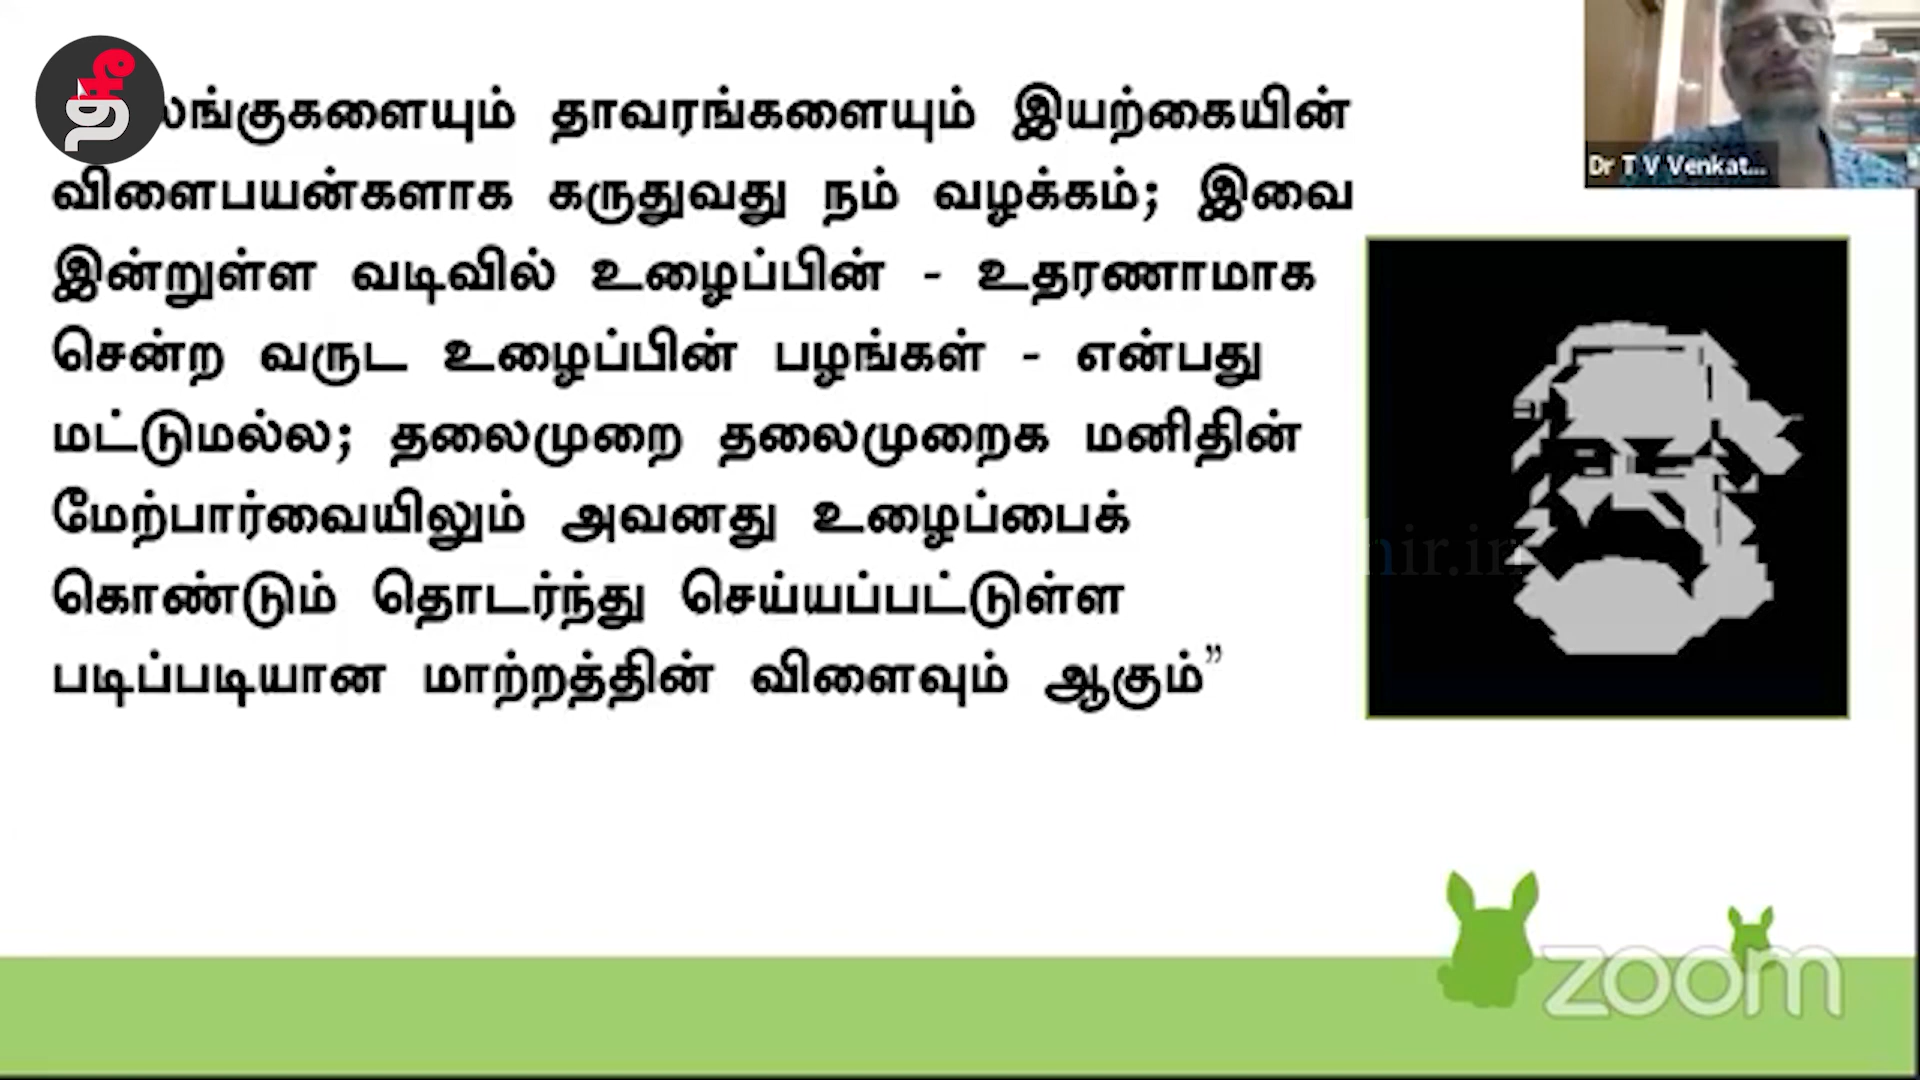 களையும் தாவரங்களையும் இயற்கையின்
விளைபயன்களாக கருதுவது நம் வழக்கம்; இவை
இன்றுள்ள வடிவில் உழைப்பின் - உதரணாமாக
சென்ற வருட உழைப்பின் பழங்கள் - என்பது
மட்டுமல்ல; தலைமுறை தலைமுறைக மனிதின்
மேற்பார்வையிலும் அவனது உழைப்பைக்
கொண்டும் தொடர்ந்து செய்யப்பட்டுள்ள
படிப்படியான மாற்றத்தின் விளைவும் ஆகும்”
Dr T V Venkat...
zoom